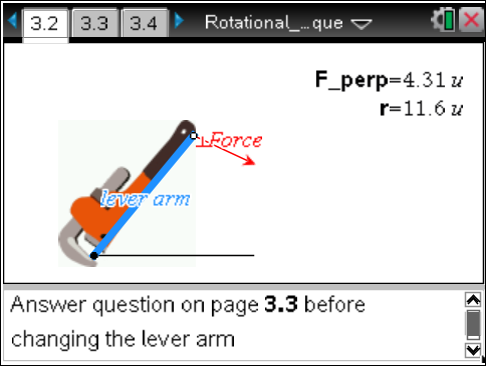 3.2 3.3 3.4 Rotational_...que
F_perp=4.31 u
r=11.6 u
Force
lever arm
Answer question on page 3.3 before
changing the lever arm